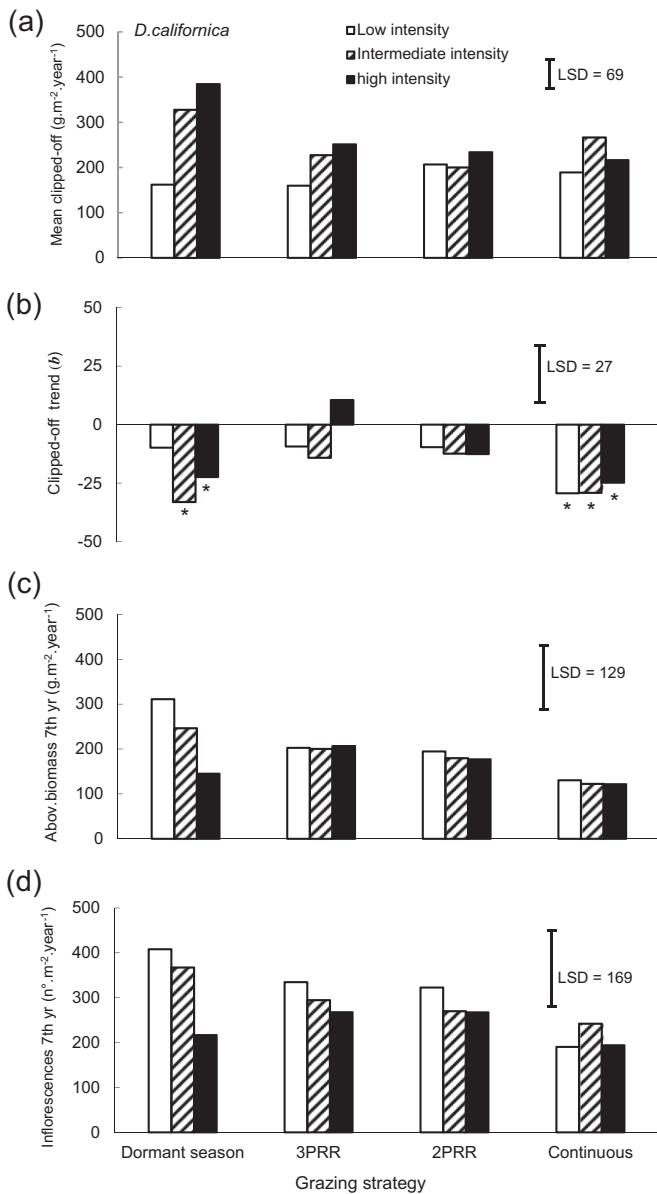 (a)
D.californica
Low intensity
Intermediate intensity
high intensity
LSD = 69
Mean clipped-off (g.m⁻².year⁻¹)
500
400
300
200
100
0
(b)
Clipped-off trend (b)
50
25
0
-25
-50
LSD = 27
* * * * *
(c)
Abov.biomass 7th yr (g.m⁻².year⁻¹)
500
400
300
200
100
0
LSD = 129
(d)
Inflorescences 7th yr (n°.m⁻².year⁻¹)
500
400
300
200
100
0
LSD = 169
Dormant season 3PRR 2PRR Continuous
Grazing strategy